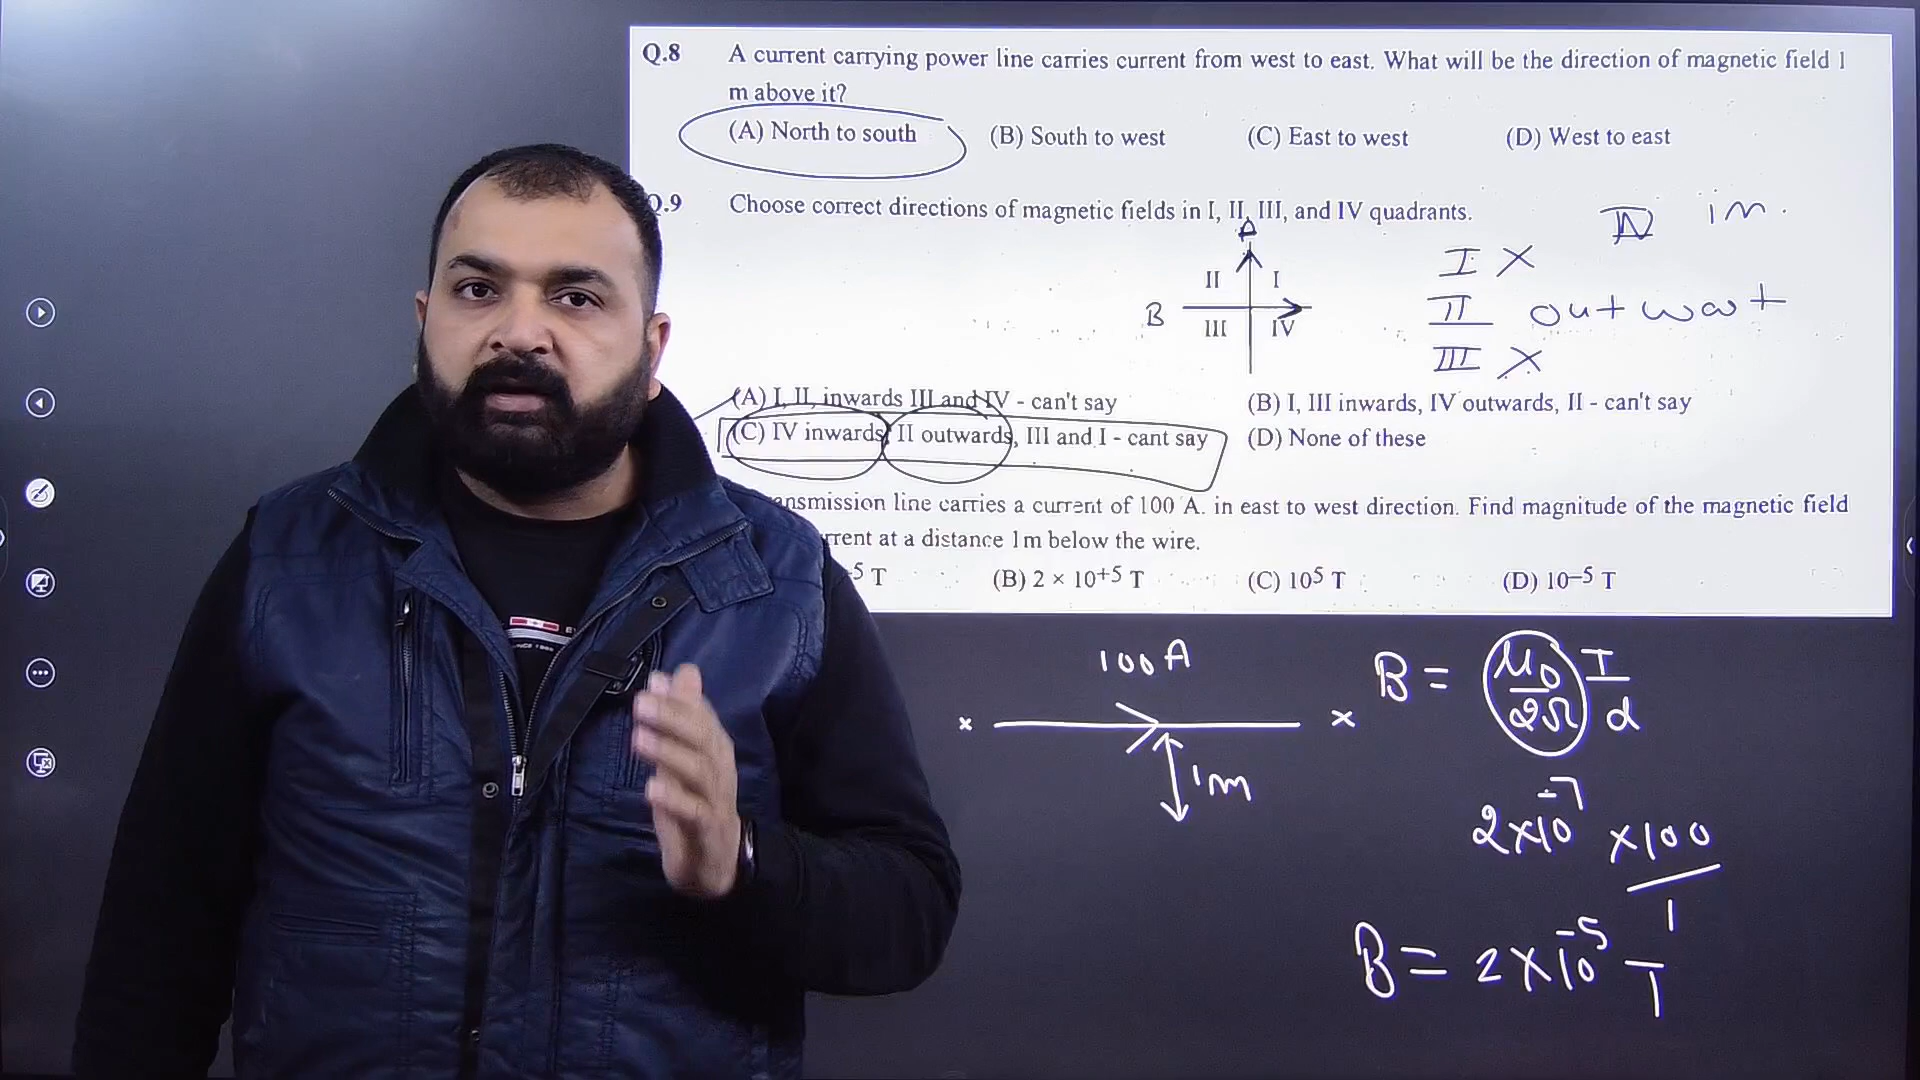 Q.8 A current carrying power line carries current from west to east. What will be the direction of magnetic field 1
m above it?
(A) North to south (B) South to west (C) East to west (D) West to east
Q.9 Choose correct directions of magnetic fields in I, II, III, and IV quadrants.
IV in.
A
I X
II I
II outwat
B
III IV
III X
(A) I, II, inwards III and IV - can't say (B) I, III inwards, IV outwards, II - can't say
(C) IV inwards, II outwards, III and I - cant say (D) None of these
ansmission line carries a current of 100 A. in east to west direction. Find magnitude of the magnetic field
rrent at a distance 1m below the wire.
-5 T (B) 2 × 10+5 T (C) 105 T (D) 10–5 T
100A
B = μ0/2π I/d
× ×
1m
2×10-7 ×100/1
B = 2×10-5 T